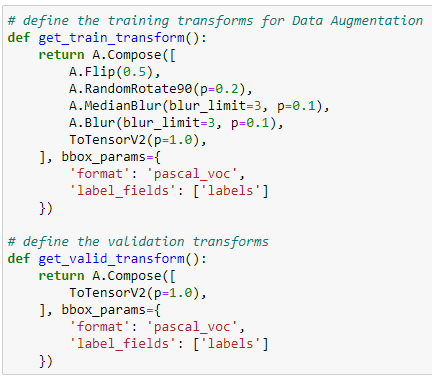 # define the training transforms for Data Augmentation
def get_train_transform():
    return A.Compose([
        A.Flip(0.5),
        A.RandomRotate90(p=0.2),
        A.MedianBlur(blur_limit=3, p=0.1),
        A.Blur(blur_limit=3, p=0.1),
        ToTensorV2(p=1.0),
    ], bbox_params={
        'format': 'pascal_voc',
        'label_fields': ['labels']
    })
# define the validation transforms
def get_valid_transform():
    return A.Compose([
        ToTensorV2(p=1.0),
    ], bbox_params={
        'format': 'pascal_voc',
        'label_fields': ['labels']
    })